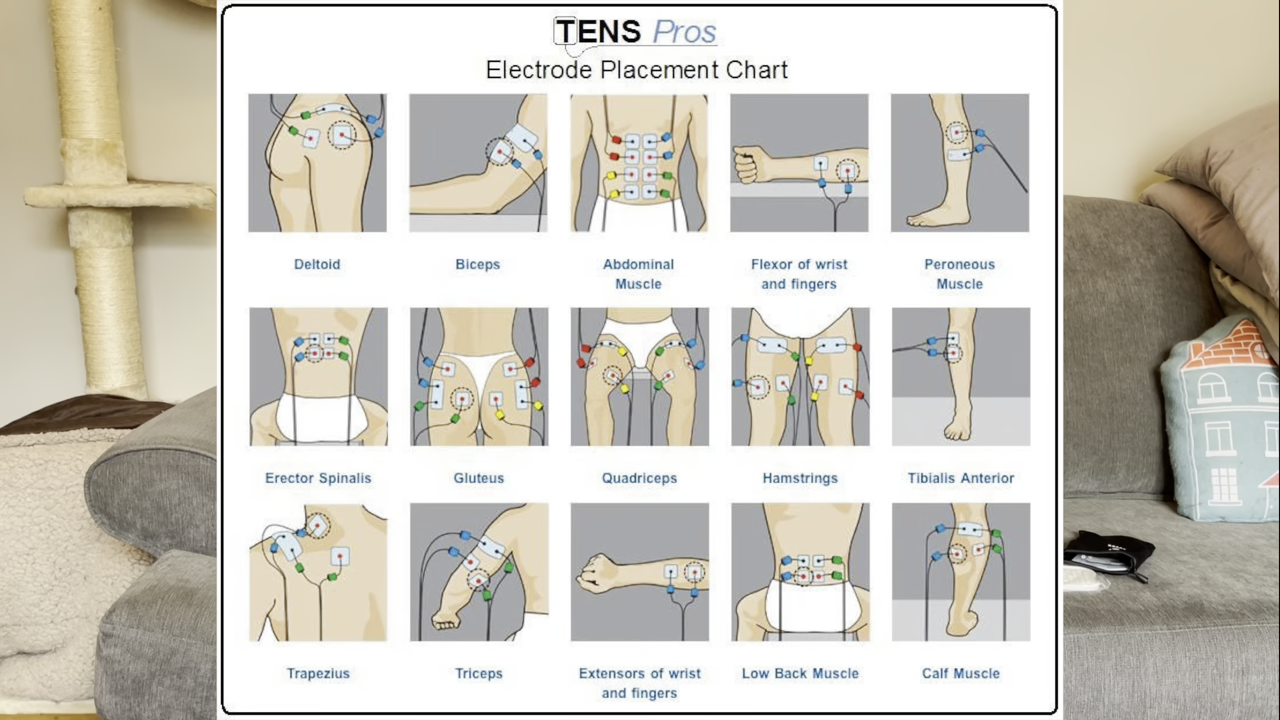 TENS Pros
Electrode Placement Chart
Deltoid
Biceps
Abdominal
Muscle
Flexor of wrist
and fingers
Peroneous
Muscle
Erector Spinalis
Gluteus
Quadriceps
Hamstrings
Tibialis Anterior
Trapezius
Triceps
Extensors of wrist
and fingers
Low Back Muscle
Calf Muscle